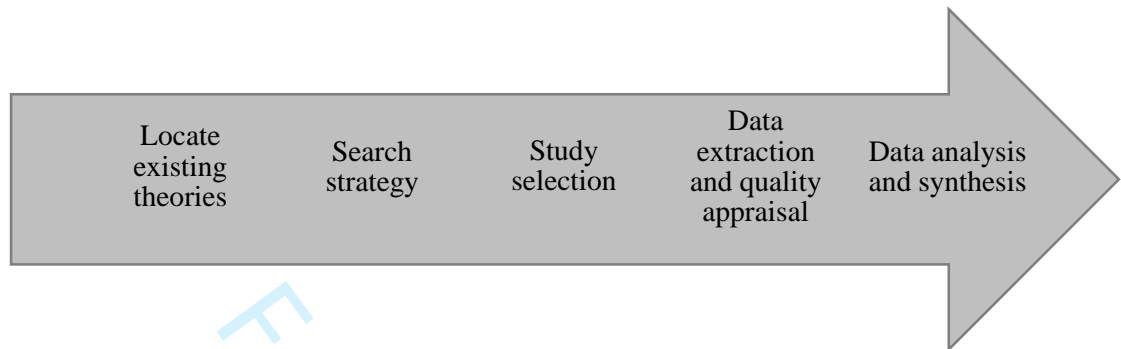 Locate
existing
theories
Search
strategy
Study
selection
Data
extraction
and quality
appraisal
Data analysis
and synthesis
F